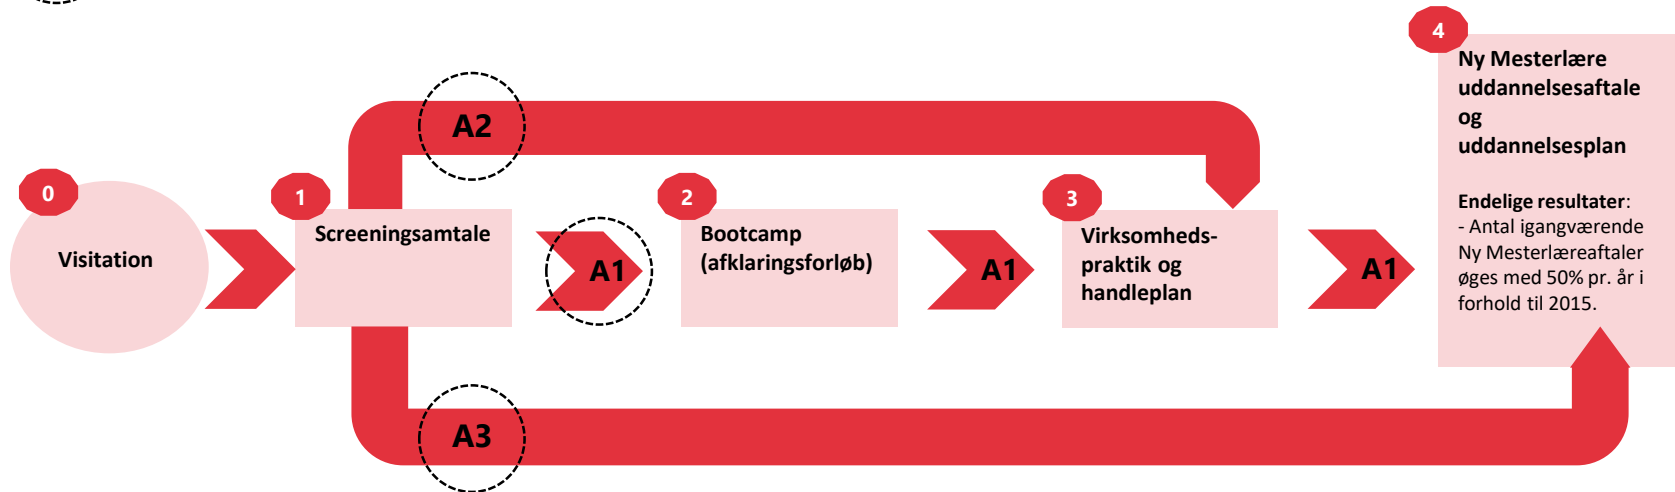 0
Visitation
1
Screeningsamtale
A2
A1
2
Bootcamp
(afklaringsforløb)
A1
3
Virksomheds-
praktik og
handleplan
A1
A3
4
Ny Mesterlære
uddannelsesaftale
og
uddannelsesplan
Endelige resultater:
- Antal igangværende
Ny Mesterlæreaftaler
øges med 50% pr. år i
forhold til 2015.